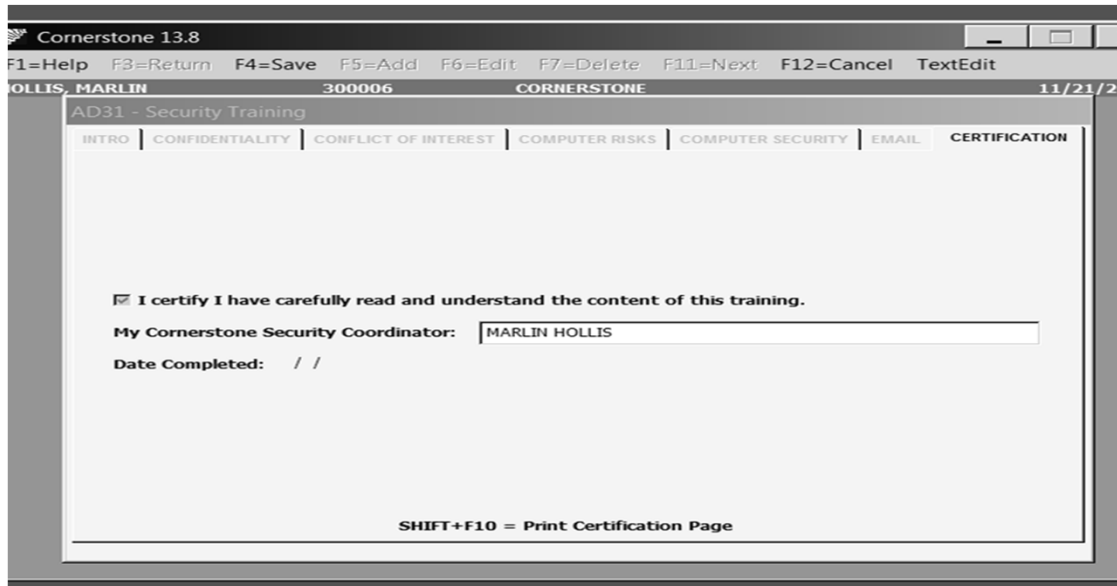 Cornerstone 13.8
F1=Help F3=Return F4=Save F5=Add F6=Edit F7=Delete F11=Next F12=Cancel TextEdit
HOLLIS, MARLIN 300006 CORNERSTONE 11/21/2
AD31 - Security Training
INTRO CONFIDENTIALITY CONFLICT OF INTEREST COMPUTER RISKS COMPUTER SECURITY EMAIL CERTIFICATION
I certify I have carefully read and understand the content of this training.
My Cornerstone Security Coordinator: MARLIN HOLLIS
Date Completed: / /
SHIFT+F10 = Print Certification Page